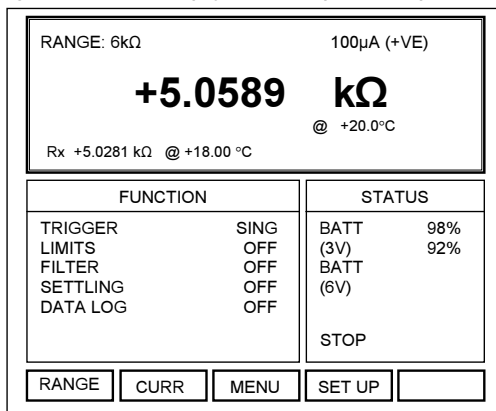 RANGE: 6kΩ 100µA (+VE)
+5.0589 kΩ
@ +20.0°C
Rx +5.0281 kΩ @ +18.00 °C
FUNCTION
TRIGGER SING
LIMITS OFF
FILTER OFF
SETTLING OFF
DATA LOG OFF
STATUS
BATT 98%
(3V) 92%
BATT
(6V)
STOP
RANGE CURR MENU SET UP